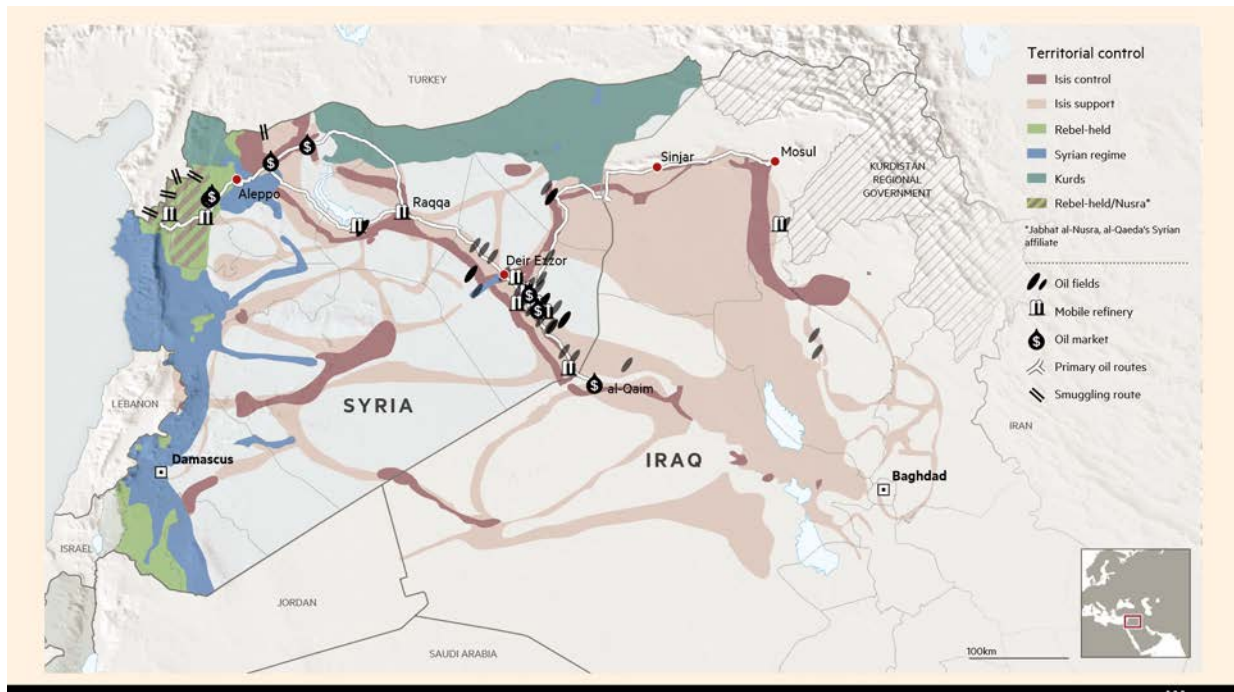 TURKEY
Aleppo
Raqqa
Deir Ezzor
Sinjar
Mosul
KURDISTAN
REGIONAL
GOVERNMENT
al-Qaim
SYRIA
IRAQ
LEBANON
Damascus
Baghdad
IRAN
ISRAEL
JORDAN
SAUDI ARABIA
Territorial control
Isis control
Isis support
Rebel-held
Syrian regime
Kurds
Rebel-held/Nusra*
*Jabhat al-Nusra, al-Qaeda's Syrian
affiliate
Oil fields
Mobile refinery
Oil market
Primary oil routes
Smuggling route
100km